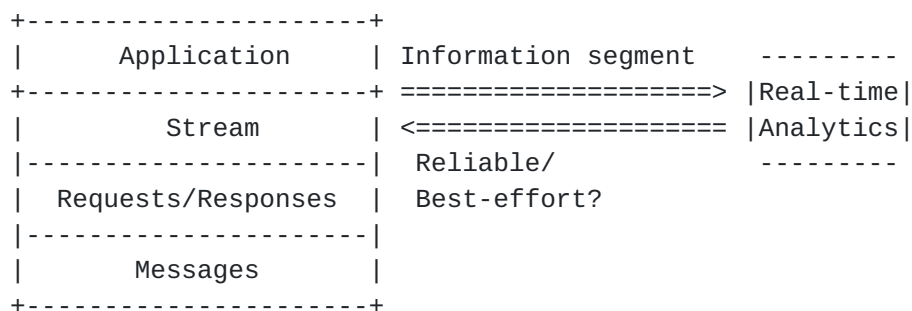 Application Information segment
Real-time
Stream Analytics
Reliable/
Requests/Responses Best-effort?
Messages